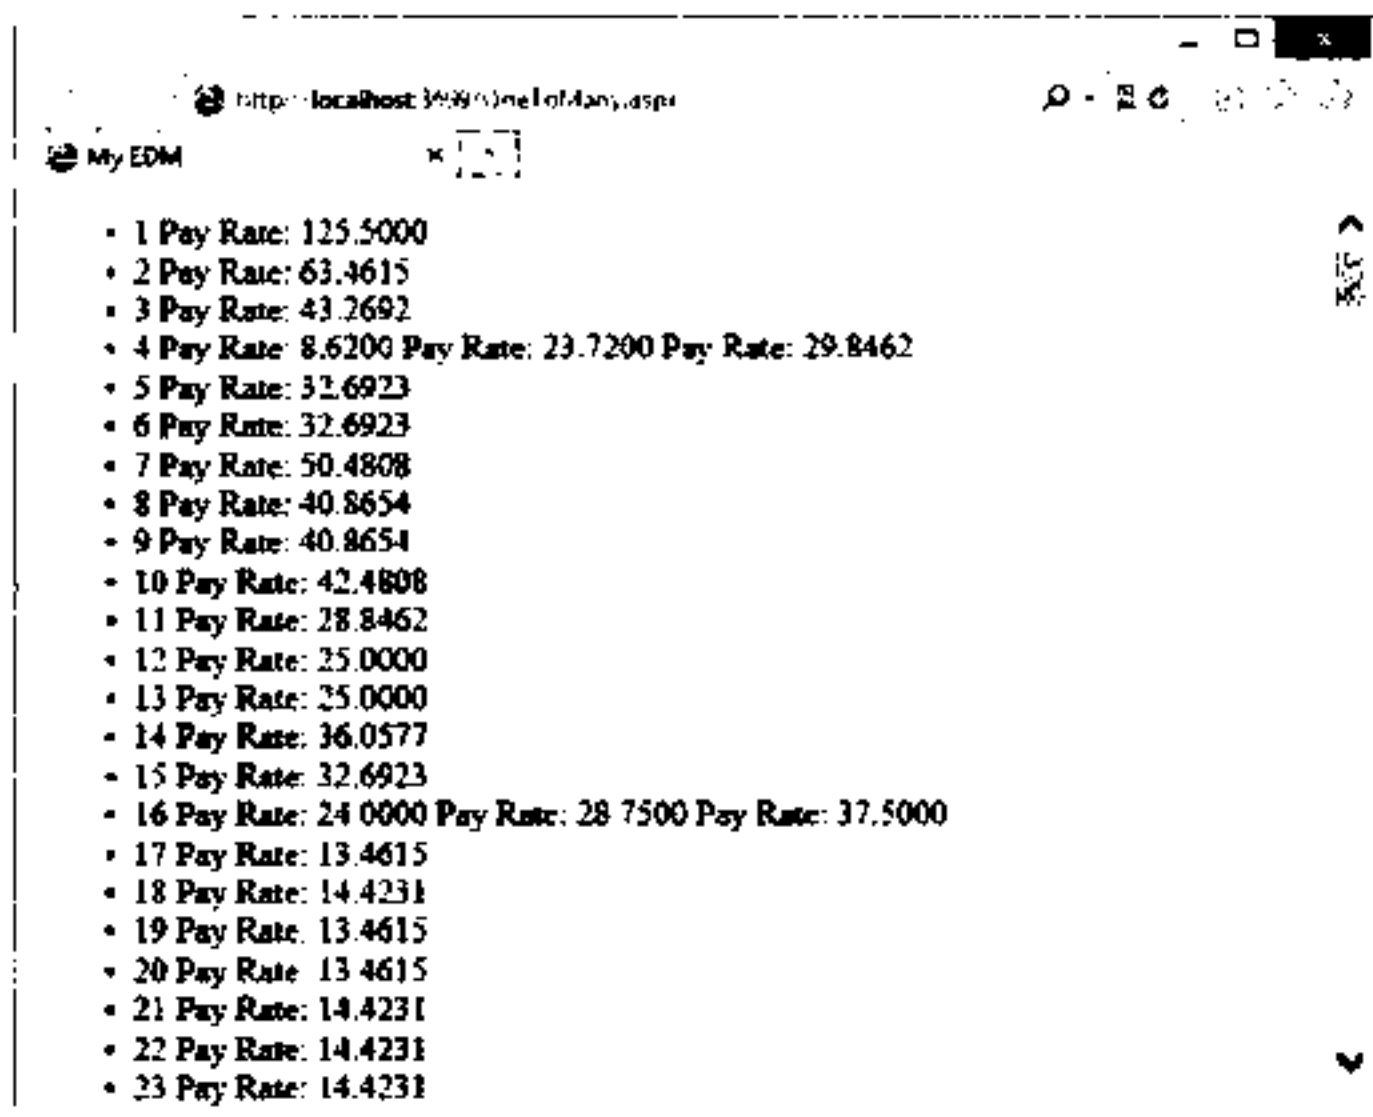 http localhost
My EDM
• 1 Pay Rate: 125.5000
• 2 Pay Rate: 63.4615
• 3 Pay Rate: 43.2692
• 4 Pay Rate: 8.6200 Pay Rate: 23.7200 Pay Rate: 29.8462
• 5 Pay Rate: 32.6923
• 6 Pay Rate: 32.6923
• 7 Pay Rate: 50.4808
• 8 Pay Rate: 40.8654
• 9 Pay Rate: 40.8654
• 10 Pay Rate: 42.4808
• 11 Pay Rate: 28.8462
• 12 Pay Rate: 25.0000
• 13 Pay Rate: 25.0000
• 14 Pay Rate: 36.0577
• 15 Pay Rate: 32.6923
• 16 Pay Rate: 24.0000 Pay Rate: 28.7500 Pay Rate: 37.5000
• 17 Pay Rate: 13.4615
• 18 Pay Rate: 14.4231
• 19 Pay Rate: 13.4615
• 20 Pay Rate: 13.4615
• 21 Pay Rate: 14.4231
• 22 Pay Rate: 14.4231
• 23 Pay Rate: 14.4231